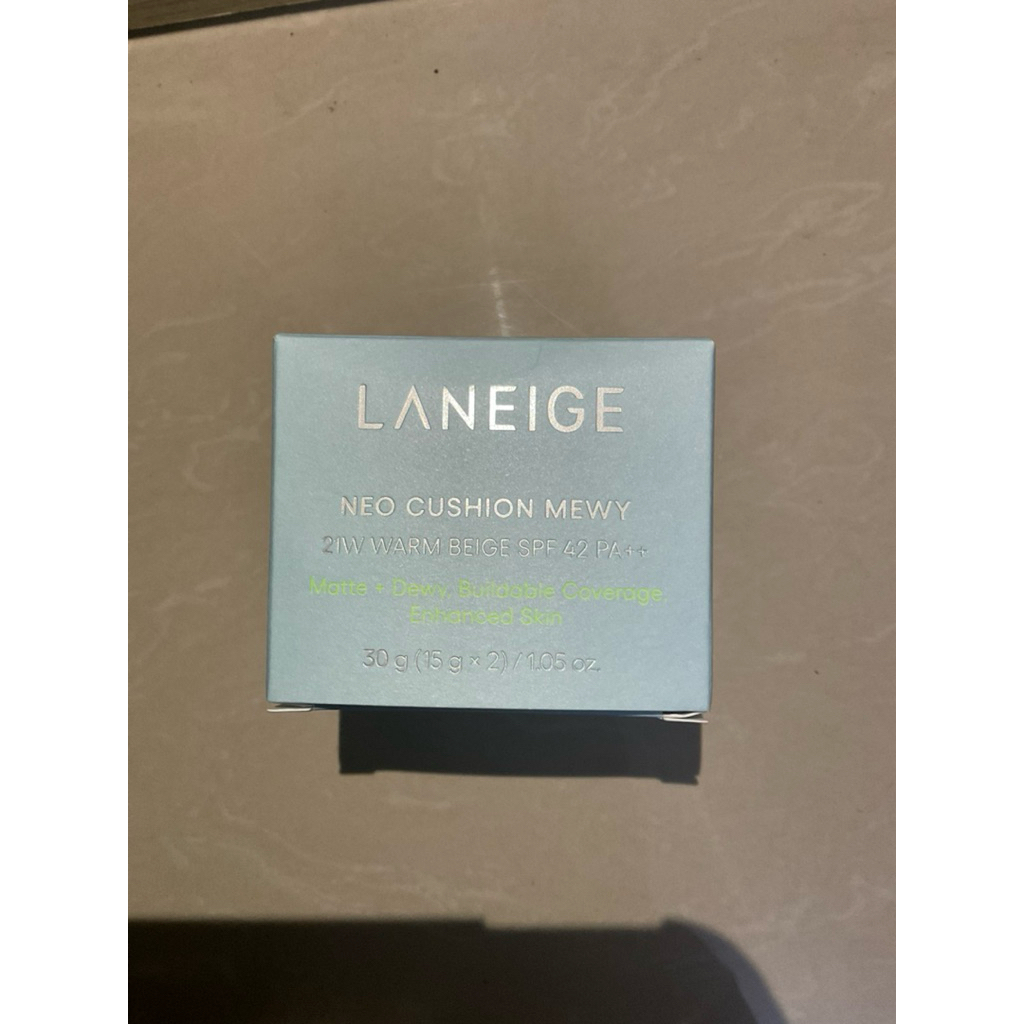 LANEIGE
NEO CUSHION MEWY
21W WARM BEIGE SPF 42 PA++
Matte + Dewy, Buildable Coverage,
Enhanced Skin
30 g (15 g × 2) / 1.05 oz.